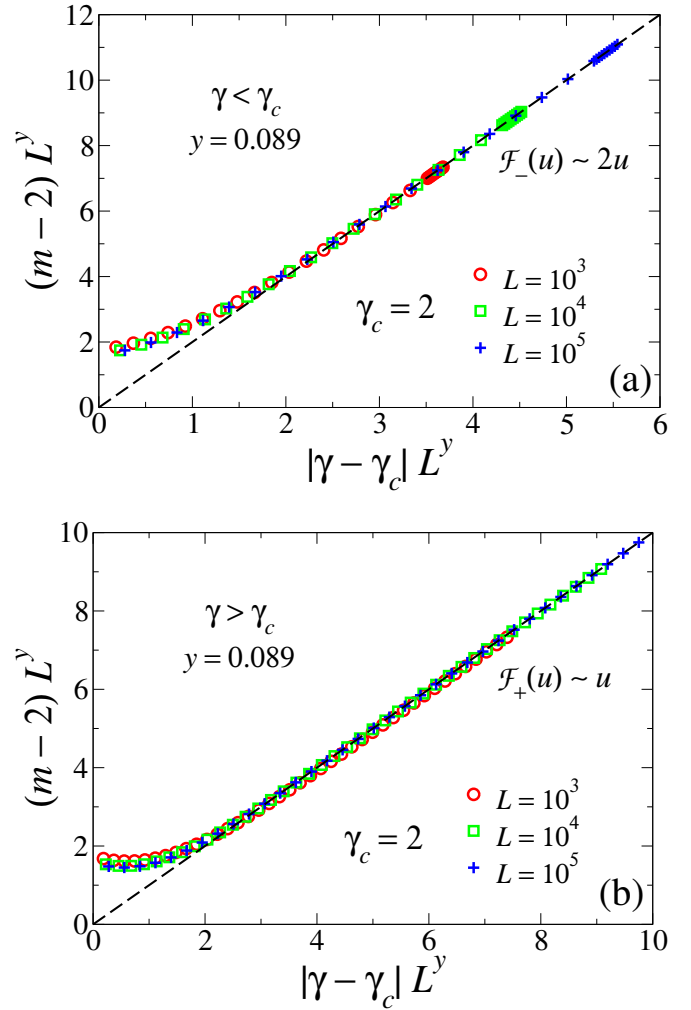 12
10
8
6
4
2
0
(m − 2) L^y
γ < γ_c
y = 0.089
ℱ_−(u) ~ 2u
γ_c = 2
L = 10^3
L = 10^4
L = 10^5
(a)
0 1 2 3 4 5 6
|γ − γ_c| L^y
10
8
6
4
2
0
(m − 2) L^y
γ > γ_c
y = 0.089
ℱ_+(u) ~ u
γ_c = 2
L = 10^3
L = 10^4
L = 10^5
(b)
0 2 4 6 8 10
|γ − γ_c| L^y